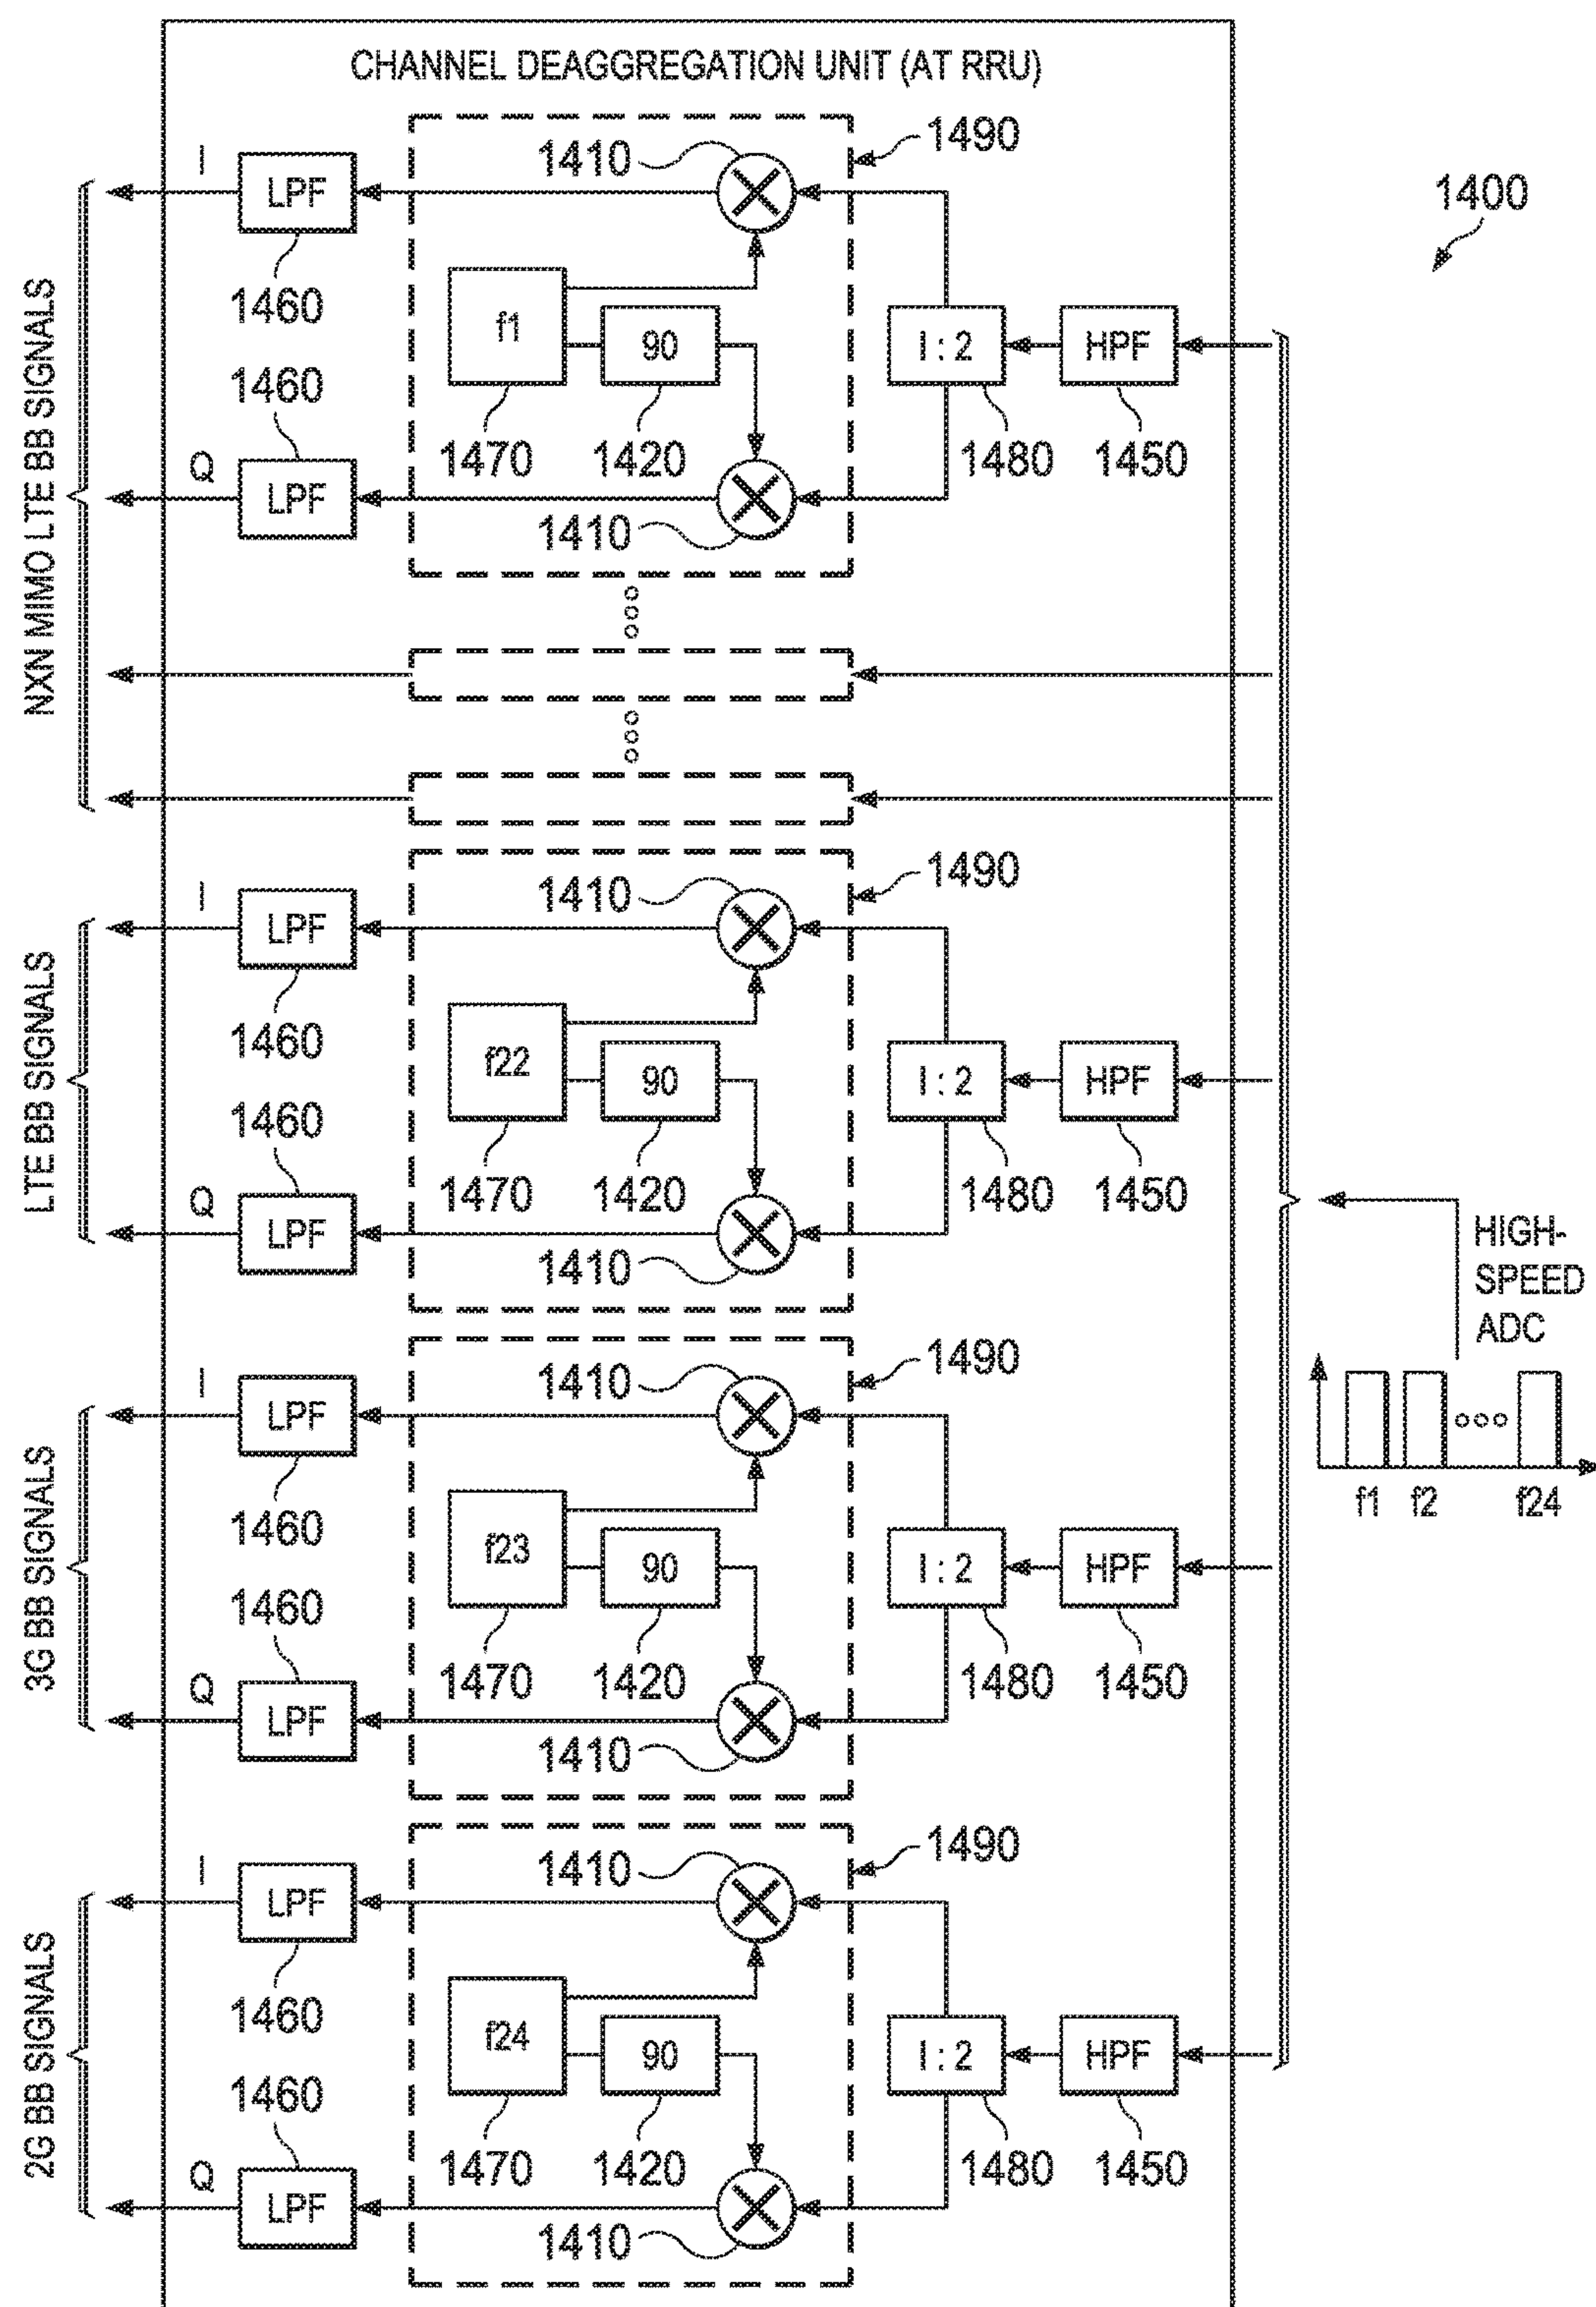 CHANNEL DEAGGREGATION UNIT (AT RRU)
1400
NXN MIMO LTE BB SIGNALS
I
LPF
1460
1410
1490
f1
1470
90
1420
I : 2
1480
HPF
1450
1460
Q
LPF
1410
LTE BB SIGNALS
I
LPF
1460
1410
1490
f22
1470
90
1420
I : 2
1480
HPF
1450
1460
Q
LPF
1410
HIGH-
SPEED
ADC
f1
f2
f24
3G BB SIGNALS
I
LPF
1460
1410
1490
f23
1470
90
1420
I : 2
1480
HPF
1450
1460
Q
LPF
1410
2G BB SIGNALS
I
LPF
1460
1410
1490
f24
1470
90
1420
I : 2
1480
HPF
1450
1460
Q
LPF
1410